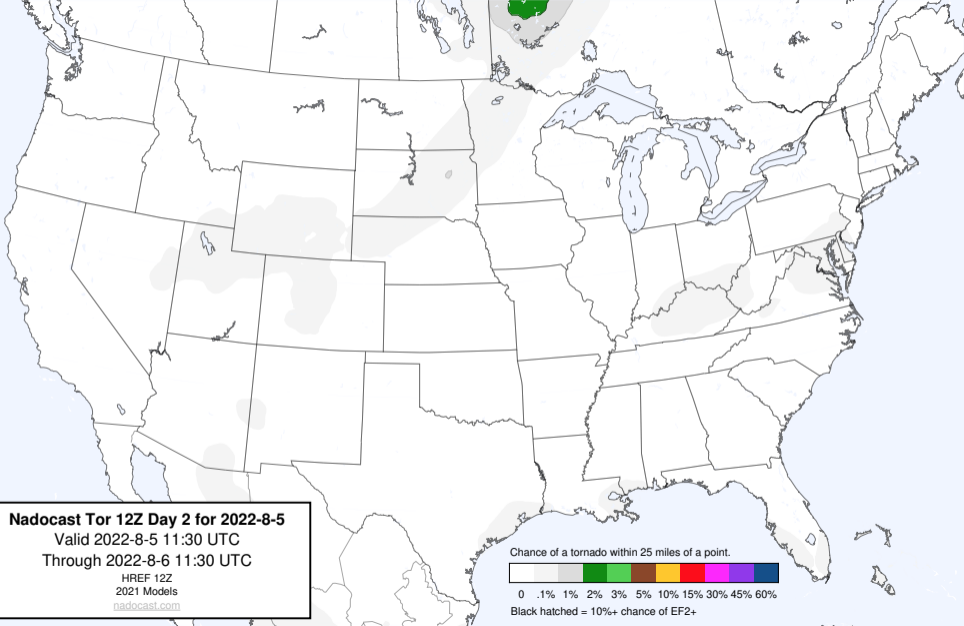 Nadocast Tor 12Z Day 2 for 2022-8-5
Valid 2022-8-5 11:30 UTC
Through 2022-8-6 11:30 UTC
HREF 12Z
2021 Models
nadocast.com
Chance of a tornado within 25 miles of a point.
0 .1% 1% 2% 3% 5% 10% 15% 30% 45% 60%
Black hatched = 10%+ chance of EF2+